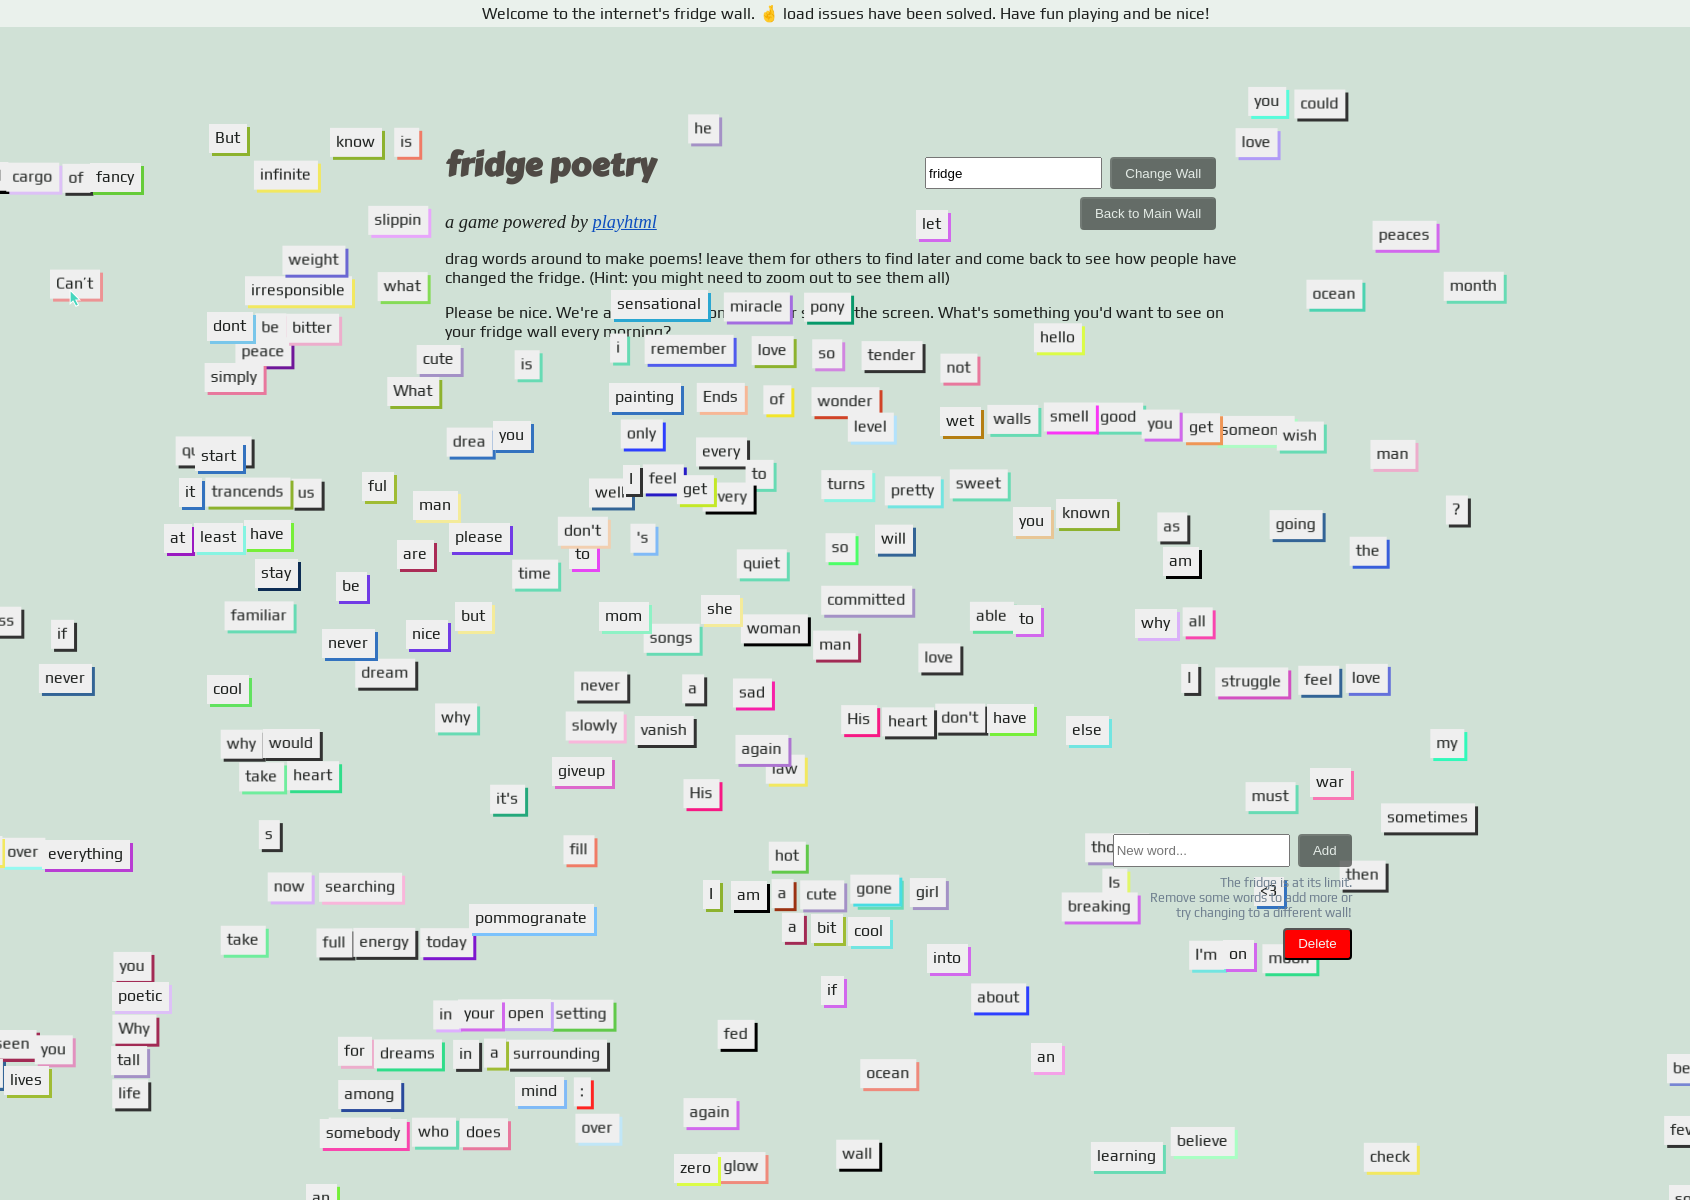 Welcome to the internet's fridge wall. 🤞 load issues have been solved. Have fun playing and be nice!
you could
he
But know is love
fridge poetry
fridge Change Wall
cargo of fancy infinite
Back to Main Wall
slippin a game powered by playhtml let
peaces
weight drag words around to make poems! leave them for others to find later and come back to see how people have
changed the fridge. (Hint: you might need to zoom out to see them all)
Can't irresponsible what ocean month
sensational miracle pony
Please be nice. We're a the screen. What's something you'd want to see on
your fridge wall every morning?
dont be bitter hello
peace cute is i remember love so tender not
simply What painting Ends of wonder
level wet walls smell good you get wish
drea you only
start every man
it trancends us ful I feel get very to turns pretty sweet
man well you known ?
at least have please don't 's so will as going
are to am the
stay time quiet
be committed
familiar but mom she able to why all
if never nice songs woman man
never dream love
cool never a sad I struggle feel love
why slowly vanish His heart don't have else
why would again law my
take heart giveup war
it's His must
sometimes
s New word... Add
over everything fill hot
now searching Is The fridge is at its limit.
then
I am a cute gone girl breaking <3 Remove some words to add more or
try changing to a different wall!
pommogranate
take full energy today a bit cool Delete
into I'm on
you
poetic if about
Why in your open setting fed
seen you for dreams in a surrounding an
tall ocean be
lives life among mind :
again
somebody who does over
few
wall believe
zero glow learning check
an